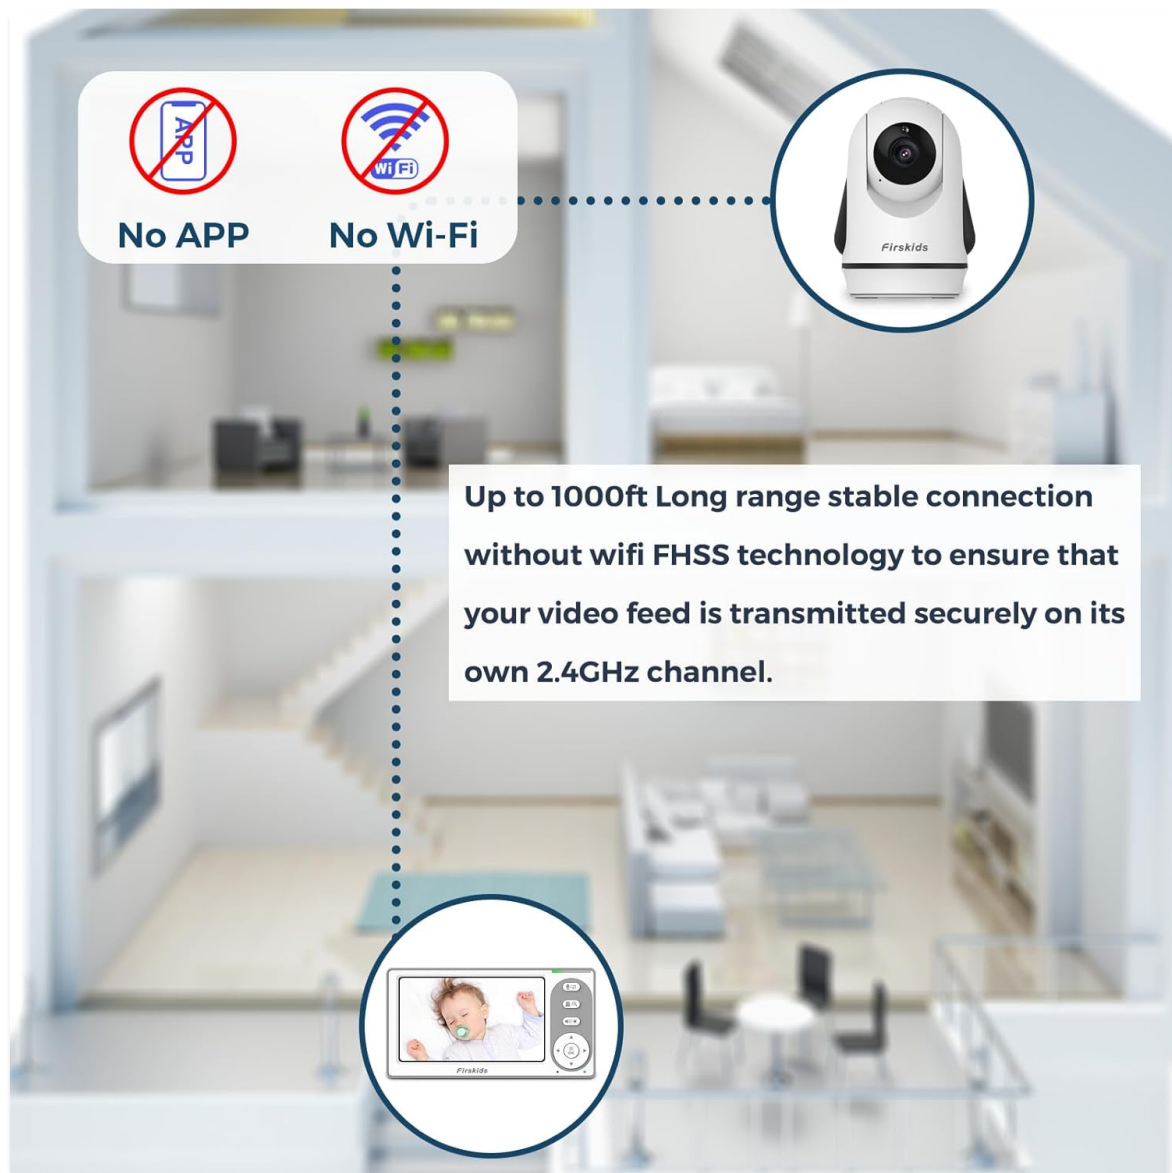 APP
Wi Fi
No APP
No Wi-Fi
Firskids
Up to 1000ft Long range stable connection
without wifi FHSS technology to ensure that
your video feed is transmitted securely on its
own 2.4GHz channel.
Firskids